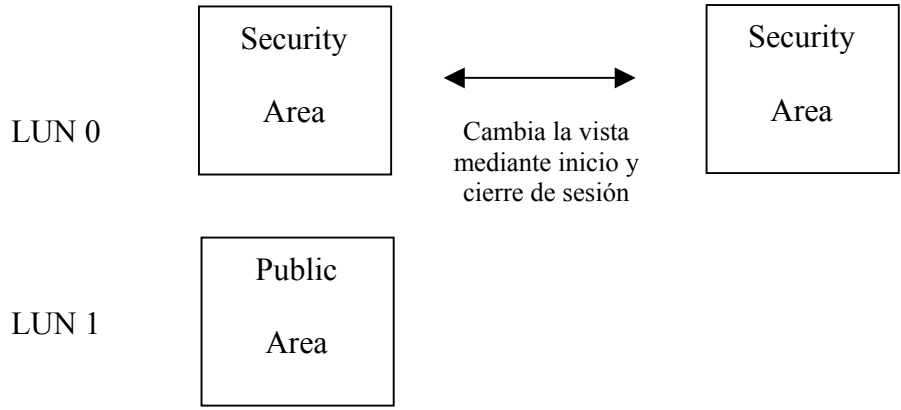 Security
Area
LUN 0
Cambia la vista
mediante inicio y
cierre de sesión
Security
Area
Public
Area
LUN 1